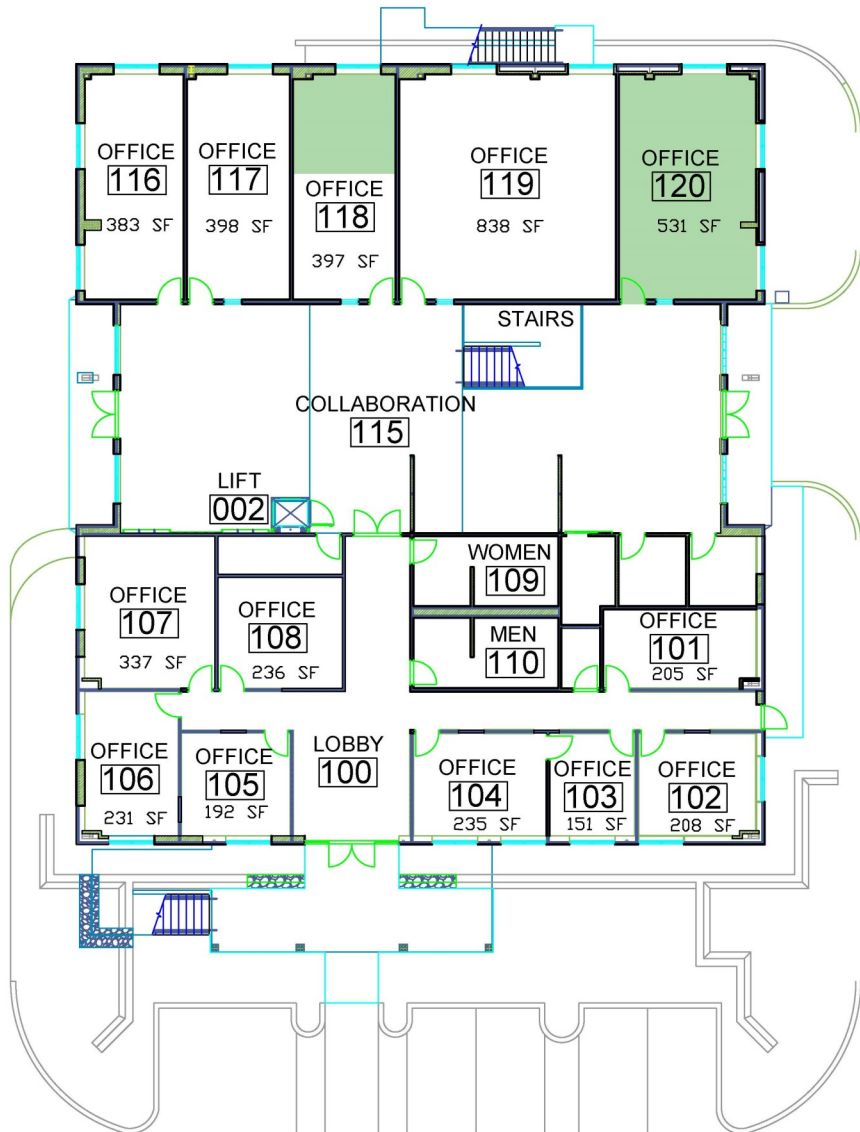 OFFICE
116
383 SF
OFFICE
117
398 SF
OFFICE
118
397 SF
OFFICE
119
838 SF
OFFICE
120
531 SF
STAIRS
COLLABORATION
115
LIFT
002
OFFICE
107
337 SF
OFFICE
108
236 SF
WOMEN
109
MEN
110
OFFICE
101
205 SF
OFFICE
106
231 SF
OFFICE
105
192 SF
LOBBY
100
OFFICE
104
235 SF
OFFICE
103
151 SF
OFFICE
102
208 SF